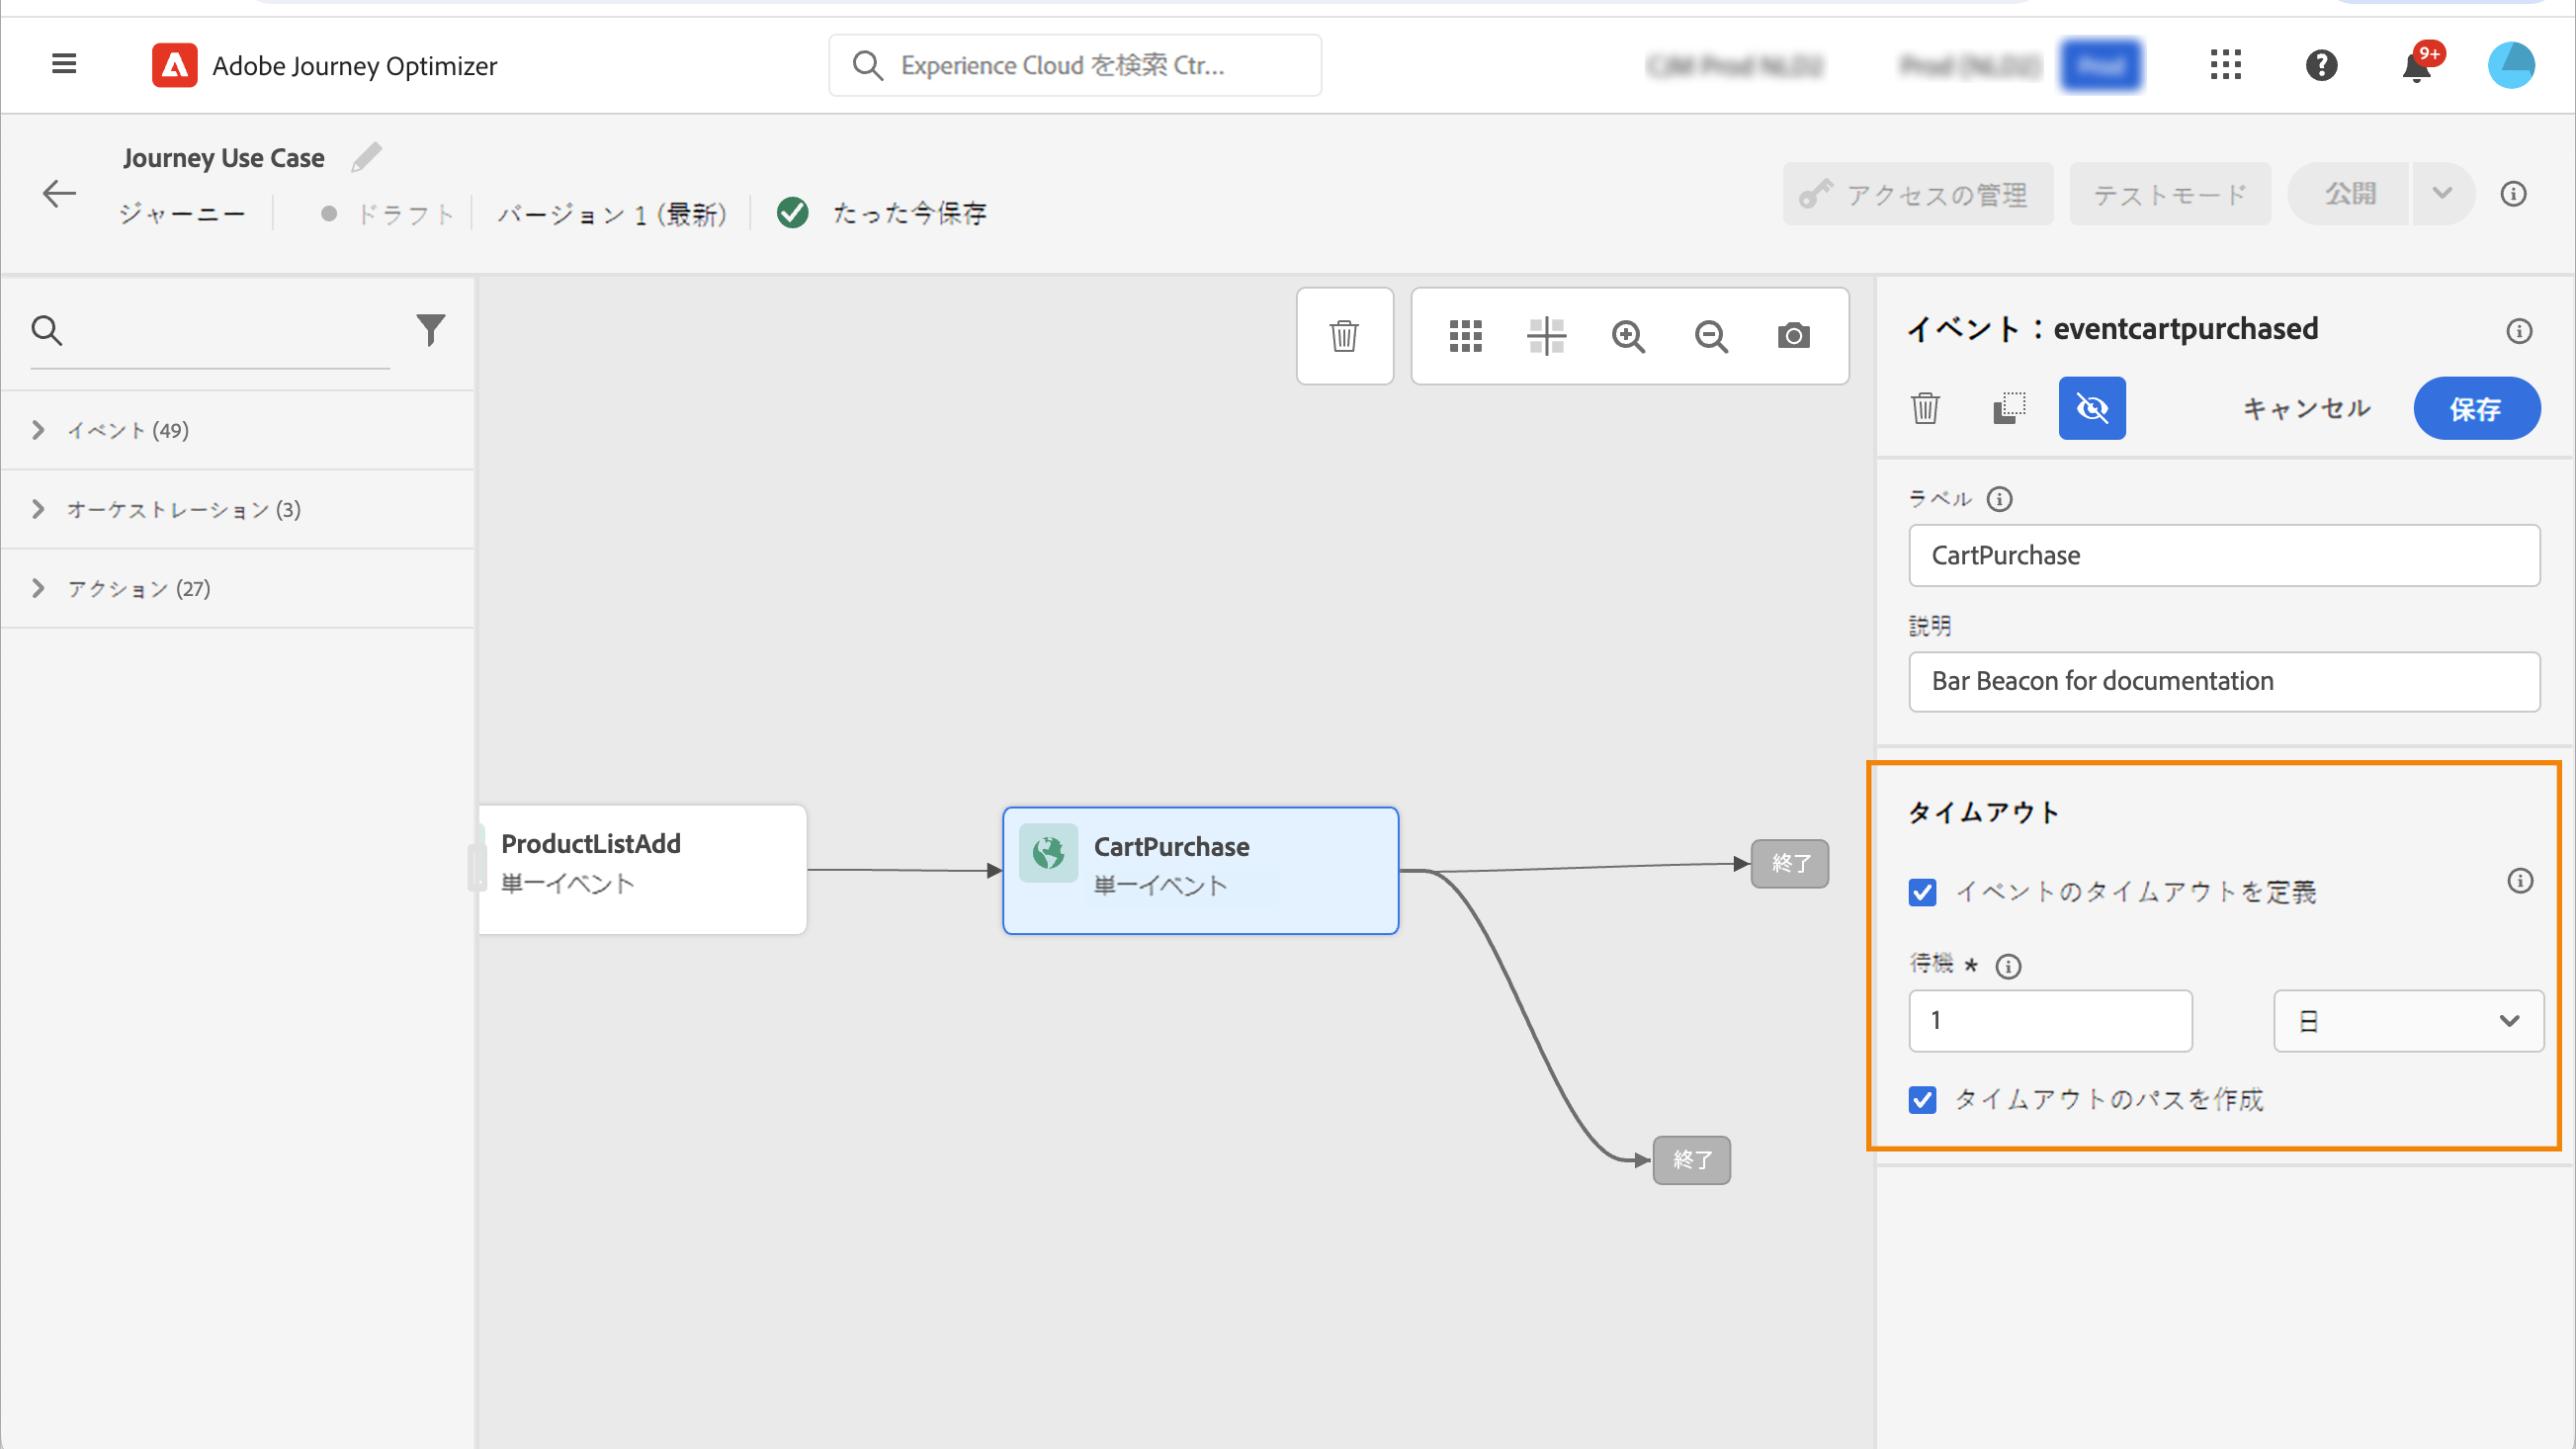 Adobe Journey Optimizer
Experience Cloud を検索 Ctr...
9+
Journey Use Case
ジャーニー
ドラフト
バージョン 1 (最新)
たった今保存
アクセスの管理
テストモード
公開
イベント (49)
オーケストレーション (3)
アクション (27)
ProductListAdd
単一イベント
CartPurchase
単一イベント
終了
終了
イベント：eventcartpurchased
キャンセル
保存
ラベル
CartPurchase
説明
Bar Beacon for documentation
タイムアウト
イベントのタイムアウトを定義
待機 *
1
日
タイムアウトのパスを作成